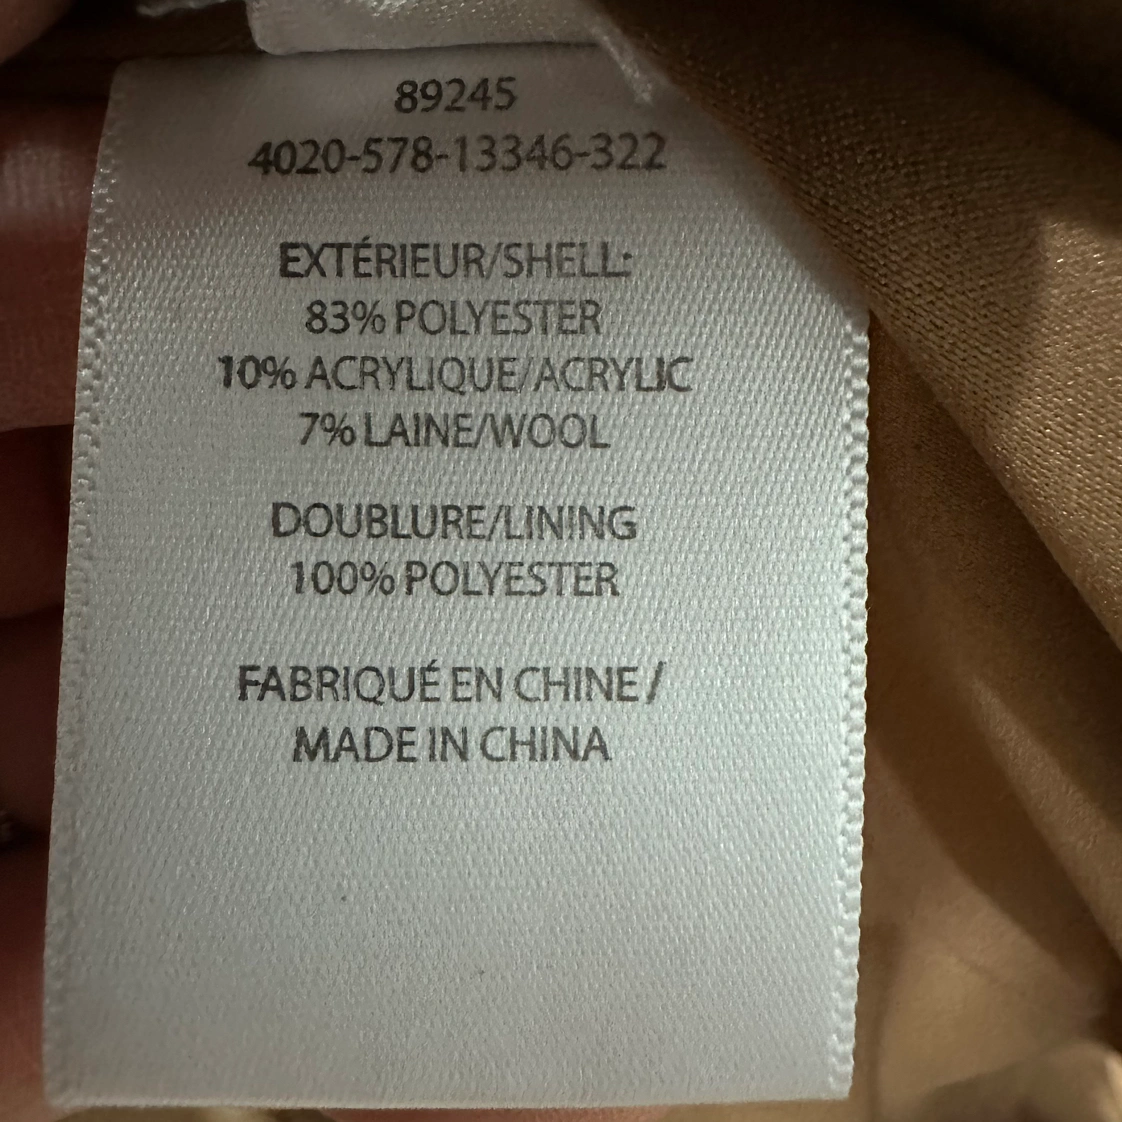 89245
4020-578-13346-322
EXTÉRIEUR/SHELL:
83% POLYESTER
10% ACRYLIQUE/ACRYLIC
7% LAINE/WOOL
DOUBLURE/LINING
100% POLYESTER
FABRIQUÉ EN CHINE /
MADE IN CHINA